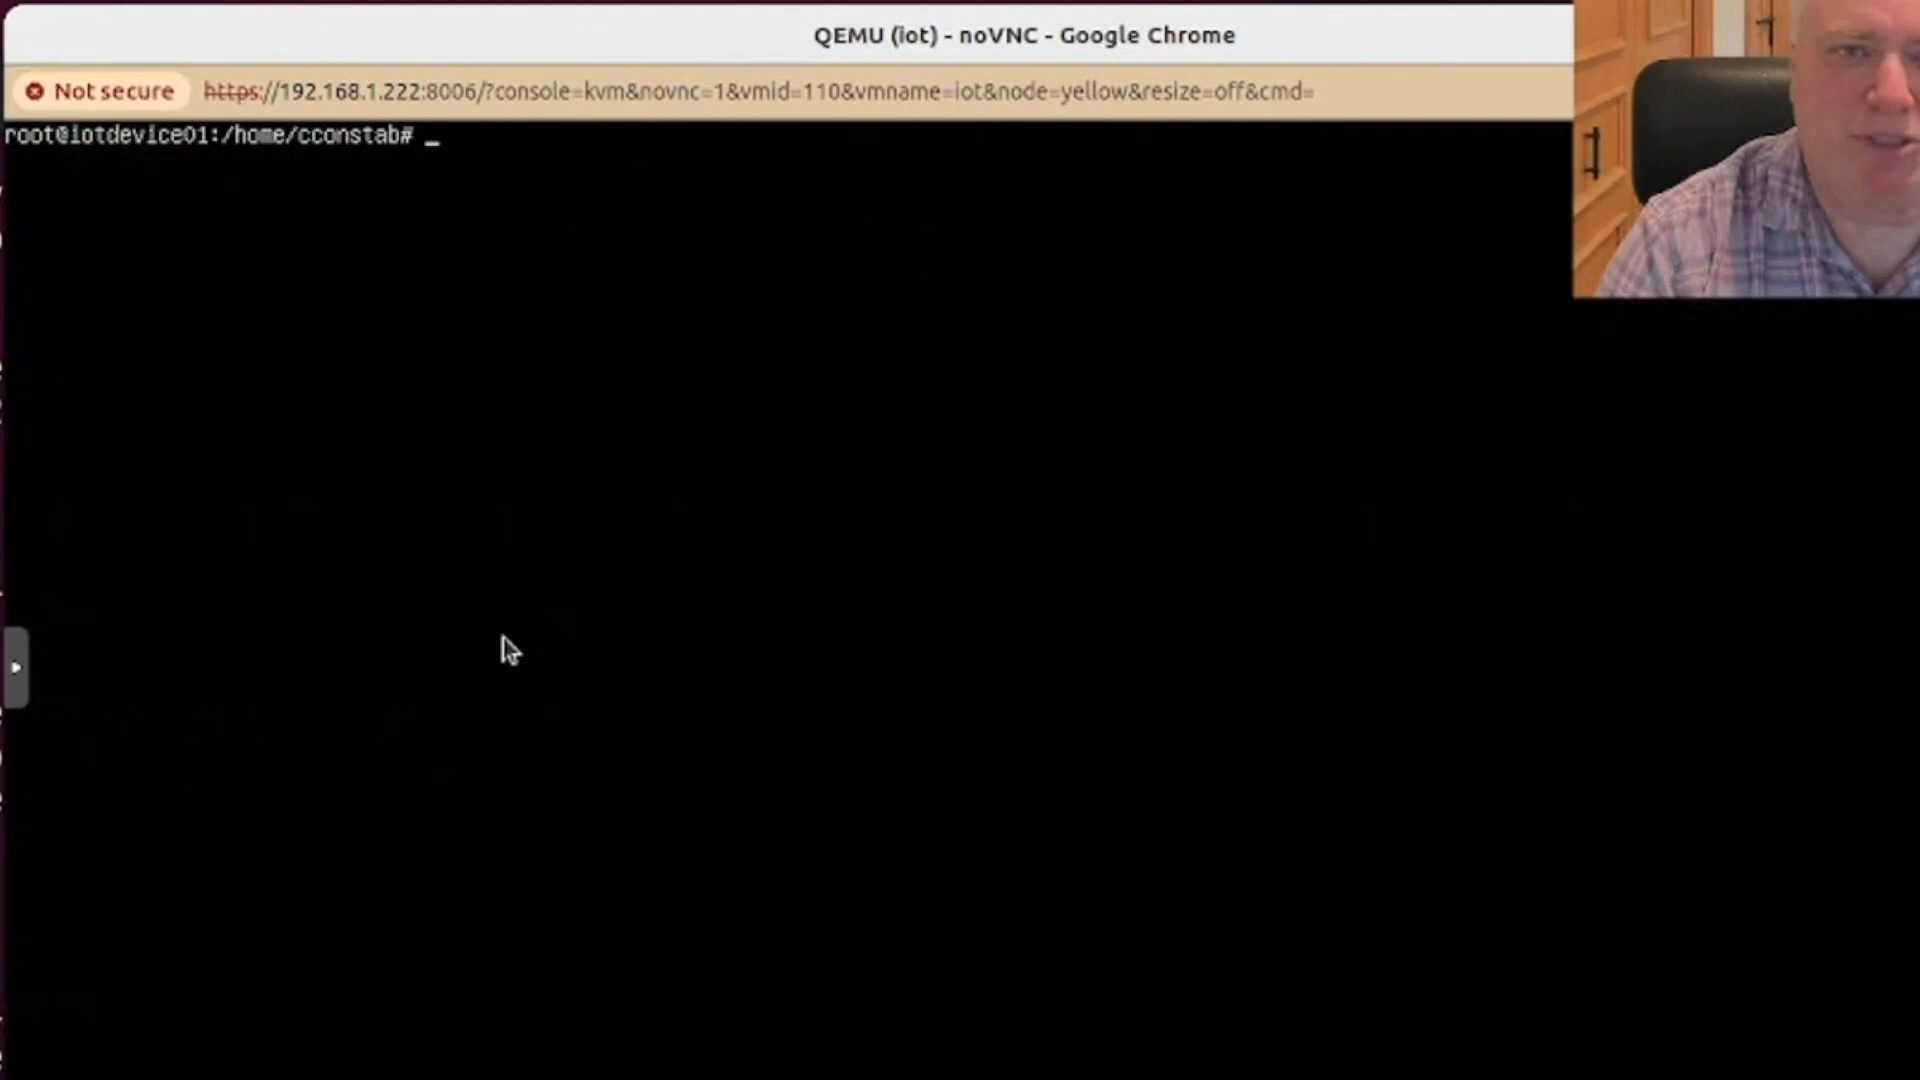 QEMU (iot) - noVNC - Google Chrome
Not secure https://192.168.1.222:8006/?console=kvm&novnc=1&vmid=110&vmname=iot&node=yellow&resize=off&cmd=
root@iotdevice01:/home/cconstab# _